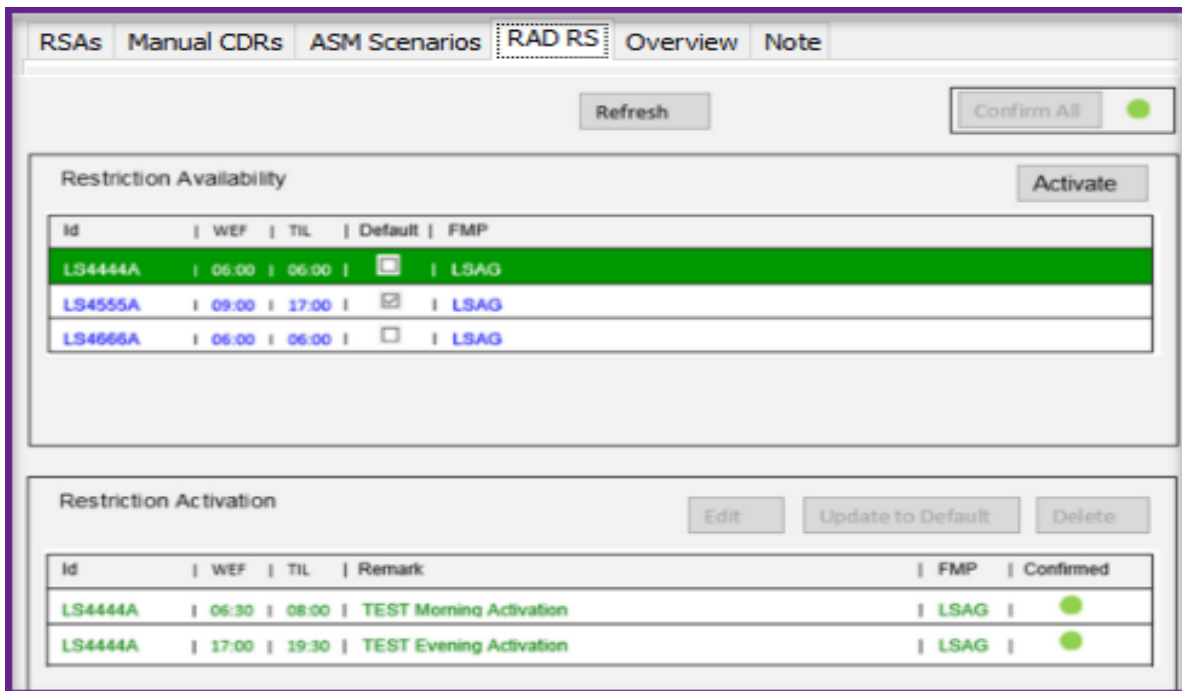 RSAs Manual CDRs ASM Scenarios RAD RS Overview Note
Refresh Confirm All
Restriction Availability Activate
Id | WEF | TIL | Default | FMP
LS4444A | 06:00 | 06:00 | | LSAG
LS4555A | 09:00 | 17:00 | | LSAG
LS4666A | 06:00 | 06:00 | | LSAG
Restriction Activation Edit Update to Default Delete
Id | WEF | TIL | Remark | FMP | Confirmed
LS4444A | 06:30 | 08:00 | TEST Morning Activation | LSAG |
LS4444A | 17:00 | 19:30 | TEST Evening Activation | LSAG |